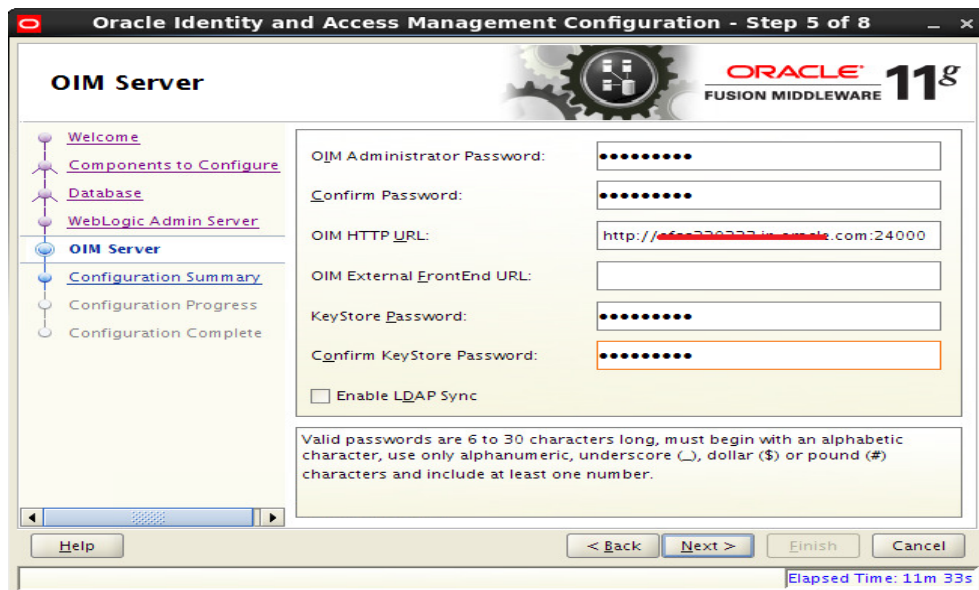 Oracle Identity and Access Management Configuration - Step 5 of 8
OIM Server
ORACLE
FUSION MIDDLEWARE 11g
Welcome
Components to Configure
Database
WebLogic Admin Server
OIM Server
Configuration Summary
Configuration Progress
Configuration Complete
OIM Administrator Password: •••••••••
Confirm Password: •••••••••
OIM HTTP URL: http:// .com:24000
OIM External FrontEnd URL:
KeyStore Password: •••••••••
Confirm KeyStore Password: •••••••••
Enable LDAP Sync
Valid passwords are 6 to 30 characters long, must begin with an alphabetic
character, use only alphanumeric, underscore (_), dollar ($) or pound (#)
characters and include at least one number.
Help < Back Next > Finish Cancel
Elapsed Time: 11m 33s